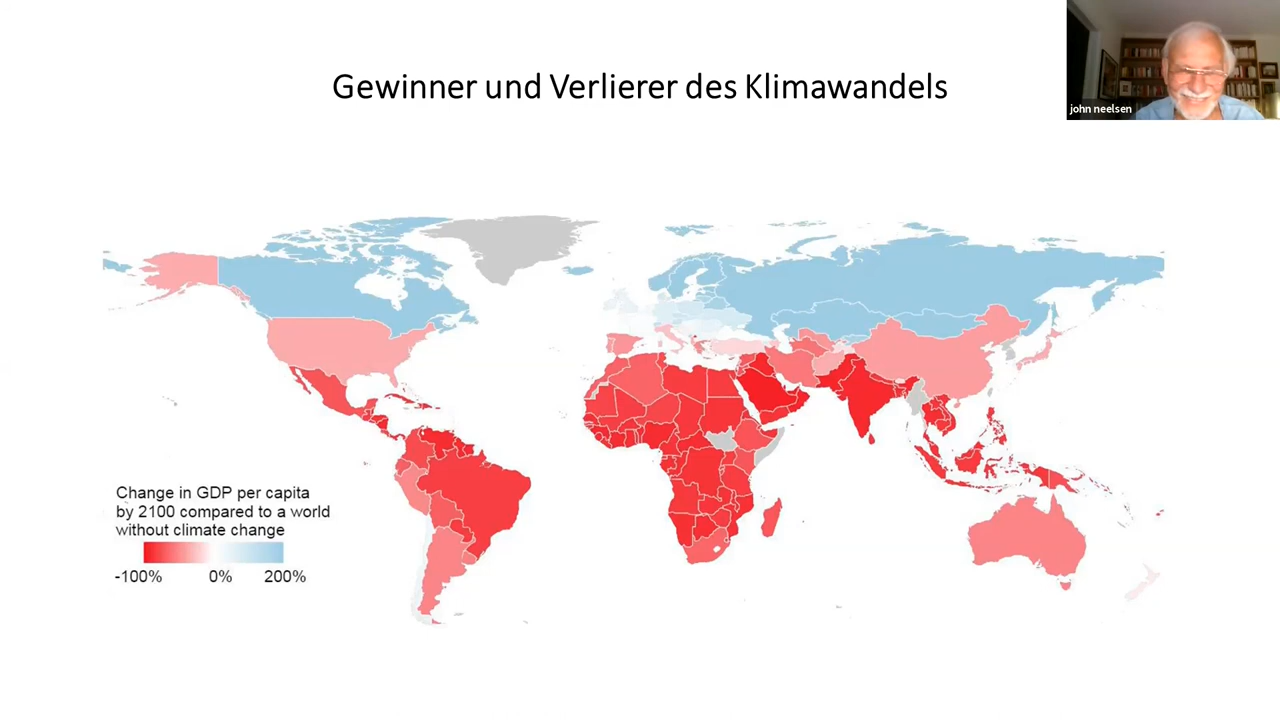 Gewinner und Verlierer des Klimawandels
john neelsen
Change in GDP per capita
by 2100 compared to a world
without climate change
-100% 0% 200%